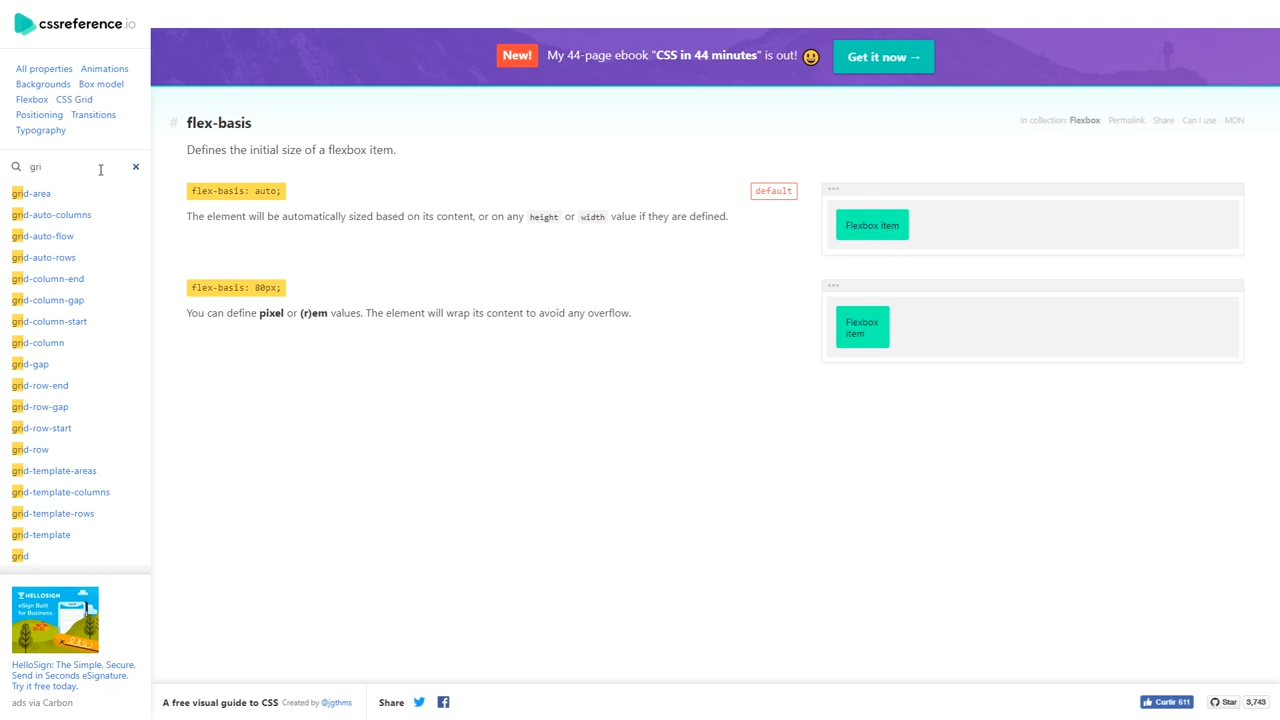 cssreference.io
All properties Animations
Backgrounds Box model
Flexbox CSS Grid
Positioning Transitions
Typography
gri
grid-area
grid-auto-columns
grid-auto-flow
grid-auto-rows
grid-column-end
grid-column-gap
grid-column-start
grid-column
grid-gap
grid-row-end
grid-row-gap
grid-row-start
grid-row
grid-template-areas
grid-template-columns
grid-template-rows
grid-template
grid
HELLOSIGN
eSign Built
for Business.
HelloSign: The Simple, Secure,
Send in Seconds eSignature.
Try it free today.
ads via Carbon
New! My 44-page ebook "CSS in 44 minutes" is out! Get it now →
# flex-basis
In collection: Flexbox Permalink Share Can I use MDN
Defines the initial size of a flexbox item.
flex-basis: auto; default
The element will be automatically sized based on its content, or on any height or width value if they are defined.
Flexbox item
flex-basis: 80px;
You can define pixel or (r)em values. The element will wrap its content to avoid any overflow.
Flexbox
item
A free visual guide to CSS Created by @jgthms Share Curtir 611 Star 3,743